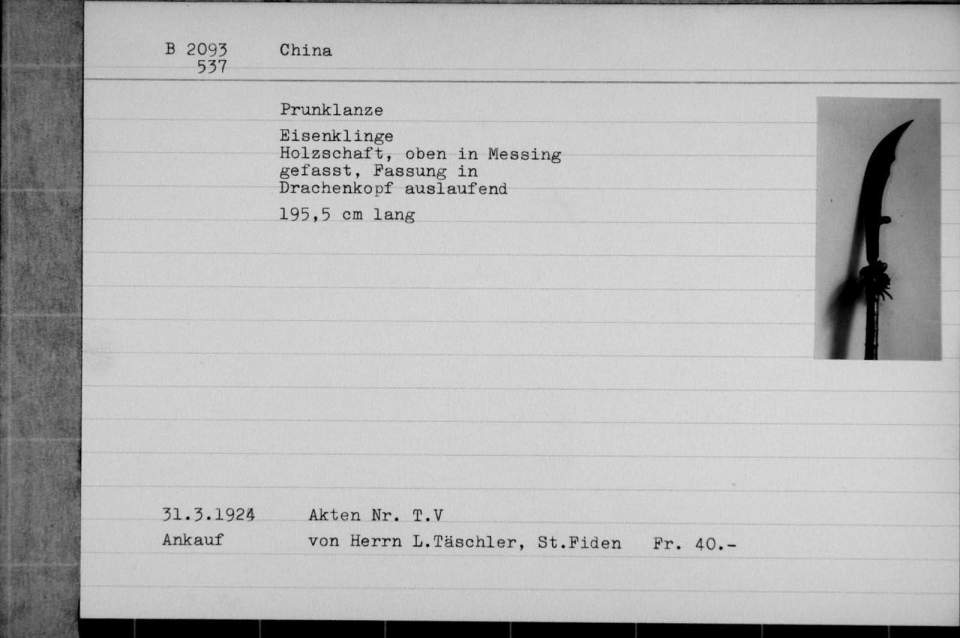 B 2093 China
537
Prunklanze
Eisenklinge
Holzschaft, oben in Messing
gefasst, Fassung in
Drachenkopf auslaufend
195,5 cm lang
31.3.1924 Akten Nr. T.V
Ankauf von Herrn L.Täschler, St.Fiden Fr. 40.-